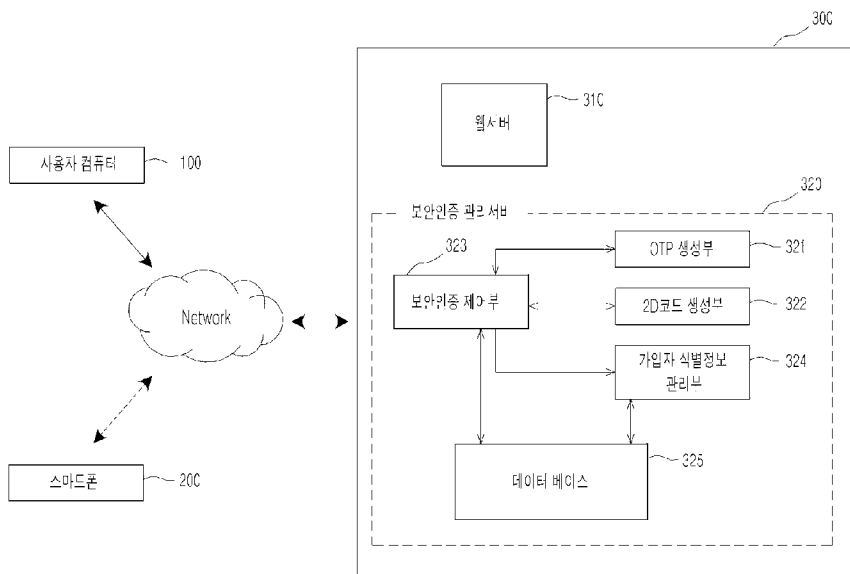 300
웹서버
310
사용자 컴퓨터
100
320
보안인증 관리서버
323
OTP 생성부
321
보안인증 제어부
2D코드 생성부
322
Network
가입자 식별정보
관리부
324
325
데이터 베이스
스마트폰
200